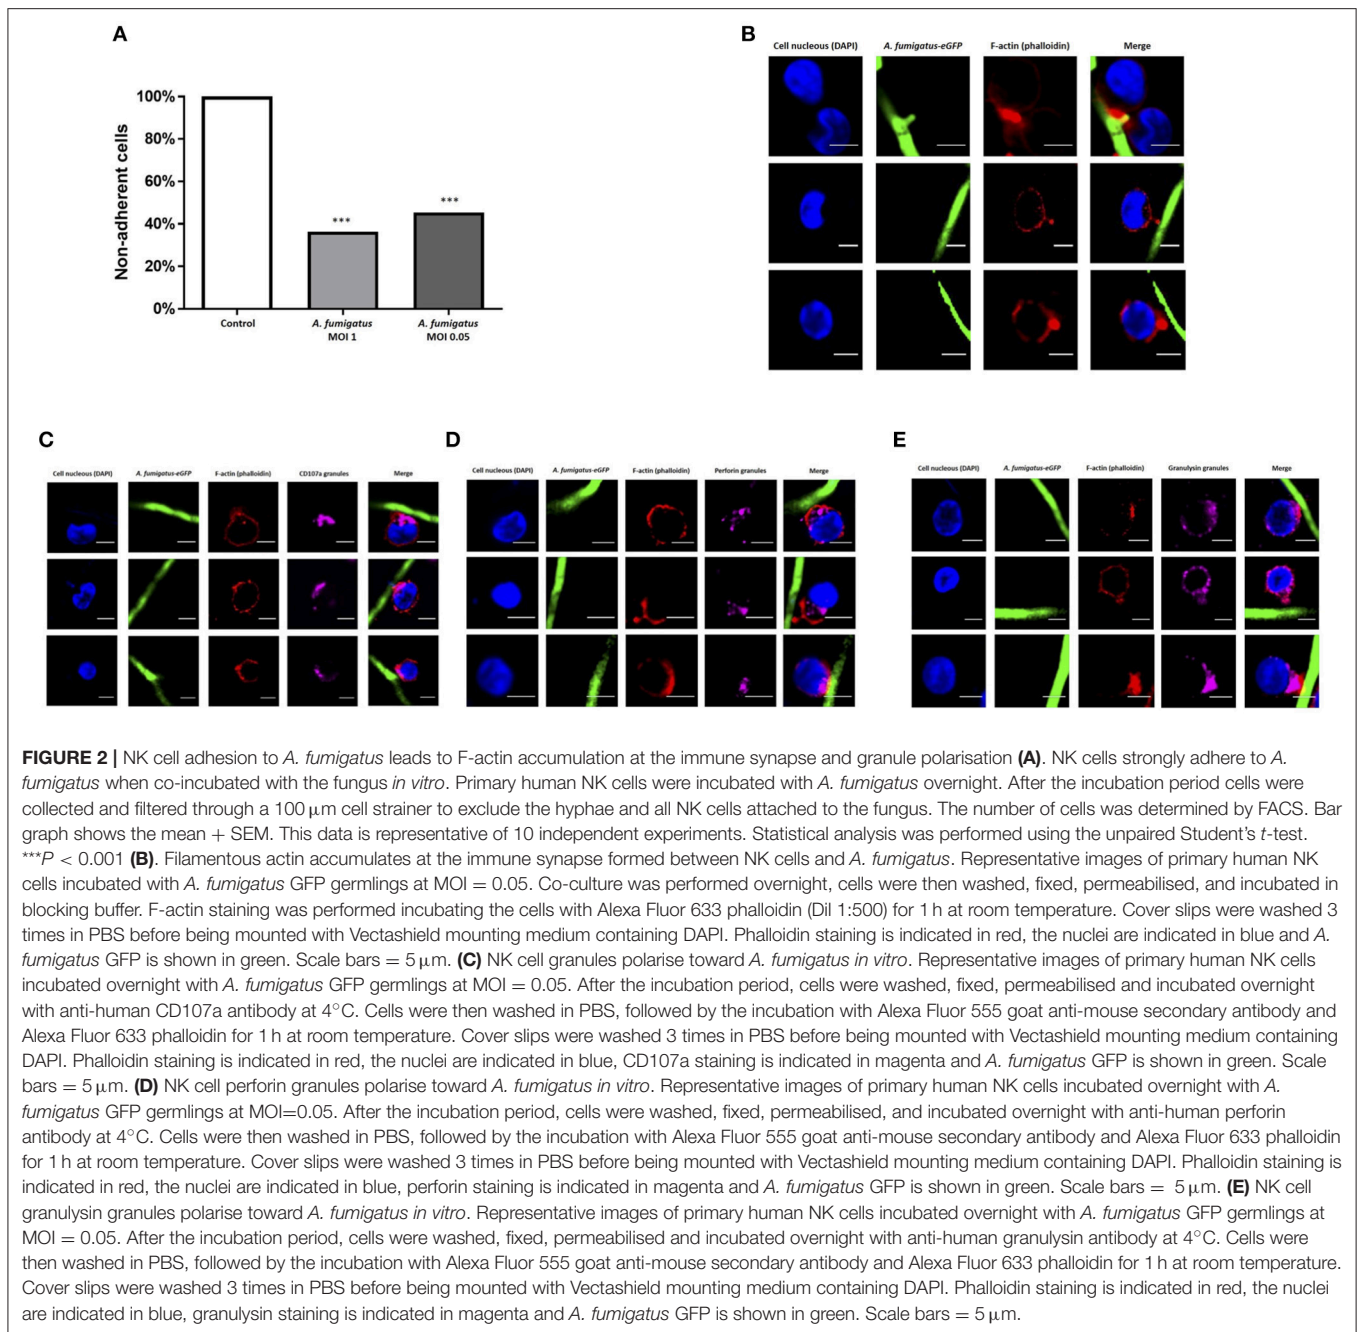 A
100%
80%
60%
40%
20%
0%
Non-adherent cells
***
***
Control
A. fumigatus
MOI 1
A. fumigatus
MOI 0.05
B
Cell nucleous (DAPI)
A. fumigatus-eGFP
F-actin (phalloidin)
Merge
C
Cell nucleous (DAPI)
A. fumigatus-eGFP
F-actin (phalloidin)
CD107a granules
Merge
D
Cell nucleous (DAPI)
A. fumigatus-eGFP
F-actin (phalloidin)
Perforin granules
Merge
E
Cell nucleous (DAPI)
A. fumigatus-eGFP
F-actin (phalloidin)
Granulysin granules
Merge
FIGURE 2 | NK cell adhesion to A. fumigatus leads to F-actin accumulation at the immune synapse and granule polarisation (A). NK cells strongly adhere to A.
fumigatus when co-incubated with the fungus in vitro. Primary human NK cells were incubated with A. fumigatus overnight. After the incubation period cells were
collected and filtered through a 100 μm cell strainer to exclude the hyphae and all NK cells attached to the fungus. The number of cells was determined by FACS. Bar
graph shows the mean + SEM. This data is representative of 10 independent experiments. Statistical analysis was performed using the unpaired Student's t-test.
***P < 0.001 (B). Filamentous actin accumulates at the immune synapse formed between NK cells and A. fumigatus. Representative images of primary human NK
cells incubated with A. fumigatus GFP germlings at MOI = 0.05. Co-culture was performed overnight, cells were then washed, fixed, permeabilised, and incubated in
blocking buffer. F-actin staining was performed incubating the cells with Alexa Fluor 633 phalloidin (Dil 1:500) for 1 h at room temperature. Cover slips were washed 3
times in PBS before being mounted with Vectashield mounting medium containing DAPI. Phalloidin staining is indicated in red, the nuclei are indicated in blue and A.
fumigatus GFP is shown in green. Scale bars = 5 μm. (C) NK cell granules polarise toward A. fumigatus in vitro. Representative images of primary human NK cells
incubated overnight with A. fumigatus GFP germlings at MOI = 0.05. After the incubation period, cells were washed, fixed, permeabilised and incubated overnight
with anti-human CD107a antibody at 4°C. Cells were then washed in PBS, followed by the incubation with Alexa Fluor 555 goat anti-mouse secondary antibody and
Alexa Fluor 633 phalloidin for 1 h at room temperature. Cover slips were washed 3 times in PBS before being mounted with Vectashield mounting medium containing
DAPI. Phalloidin staining is indicated in red, the nuclei are indicated in blue, CD107a staining is indicated in magenta and A. fumigatus GFP is shown in green. Scale
bars = 5 μm. (D) NK cell perforin granules polarise toward A. fumigatus in vitro. Representative images of primary human NK cells incubated overnight with A.
fumigatus GFP germlings at MOI=0.05. After the incubation period, cells were washed, fixed, permeabilised, and incubated overnight with anti-human perforin
antibody at 4°C. Cells were then washed in PBS, followed by the incubation with Alexa Fluor 555 goat anti-mouse secondary antibody and Alexa Fluor 633 phalloidin
for 1 h at room temperature. Cover slips were washed 3 times in PBS before being mounted with Vectashield mounting medium containing DAPI. Phalloidin staining is
indicated in red, the nuclei are indicated in blue, perforin staining is indicated in magenta and A. fumigatus GFP is shown in green. Scale bars = 5 μm. (E) NK cell
granulysin granules polarise toward A. fumigatus in vitro. Representative images of primary human NK cells incubated overnight with A. fumigatus GFP germlings at
MOI = 0.05. After the incubation period, cells were washed, fixed, permeabilised and incubated overnight with anti-human granulysin antibody at 4°C. Cells were
then washed in PBS, followed by the incubation with Alexa Fluor 555 goat anti-mouse secondary antibody and Alexa Fluor 633 phalloidin for 1 h at room temperature.
Cover slips were washed 3 times in PBS before being mounted with Vectashield mounting medium containing DAPI. Phalloidin staining is indicated in red, the nuclei
are indicated in blue, granulysin staining is indicated in magenta and A. fumigatus GFP is shown in green. Scale bars = 5 μm.